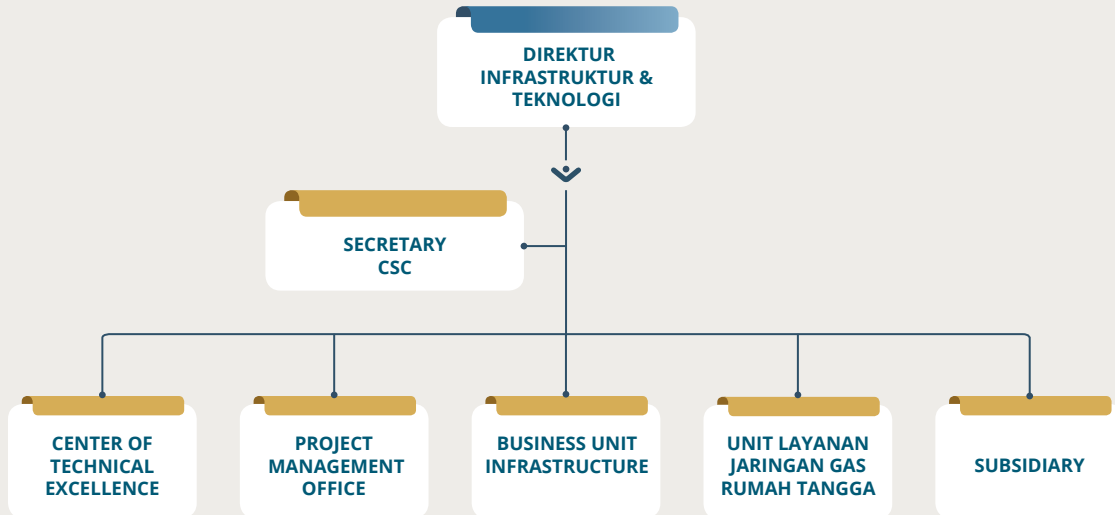 DIREKTUR
INFRASTRUKTUR &
TEKNOLOGI
SECRETARY
CSC
CENTER OF
TECHNICAL
EXCELLENCE
PROJECT
MANAGEMENT
OFFICE
BUSINESS UNIT
INFRASTRUCTURE
UNIT LAYANAN
JARINGAN GAS
RUMAH TANGGA
SUBSIDIARY